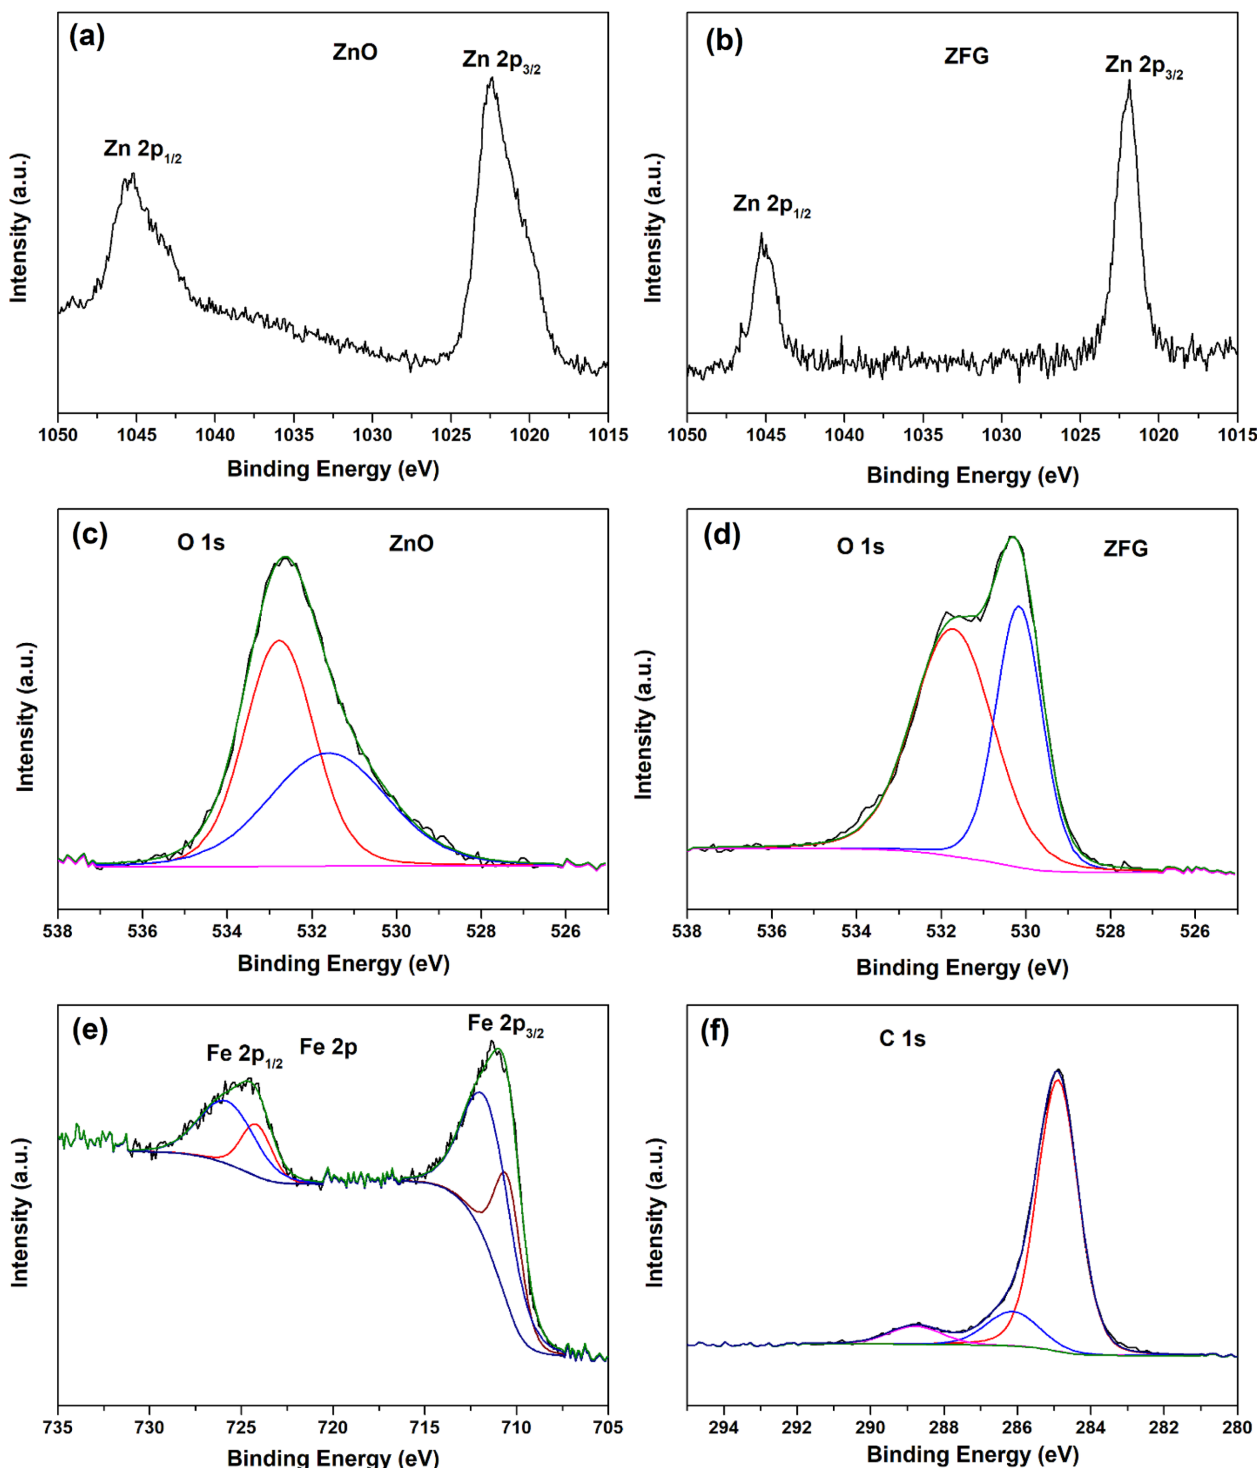 (a)
ZnO
Zn 2p3/2
Zn 2p1/2
Intensity (a.u.)
1050 1045 1040 1035 1030 1025 1020 1015
Binding Energy (eV)
(b)
ZFG
Zn 2p3/2
Zn 2p1/2
Intensity (a.u.)
1050 1045 1040 1035 1030 1025 1020 1015
Binding Energy (eV)
(c)
O 1s
ZnO
Intensity (a.u.)
538 536 534 532 530 528 526
Binding Energy (eV)
(d)
O 1s
ZFG
Intensity (a.u.)
538 536 534 532 530 528 526
Binding Energy (eV)
(e)
Fe 2p3/2
Fe 2p1/2
Fe 2p
Intensity (a.u.)
735 730 725 720 715 710 705
Binding Energy (eV)
(f)
C 1s
Intensity (a.u.)
294 292 290 288 286 284 282 280
Binding Energy (eV)